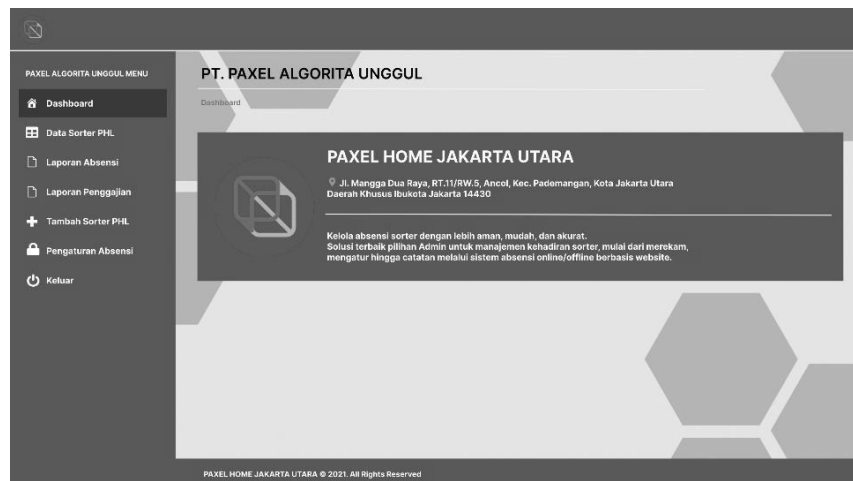 PAXEL ALGORITA UNGGUL MENU
Dashboard
Data Sorter PHL
Laporan Absensi
Laporan Penggajian
Tambah Sorter PHL
Pengaturan Absensi
Keluar
PT. PAXEL ALGORITA UNGGUL
Dashboard
PAXEL HOME JAKARTA UTARA
Jl. Mangga Dua Raya, RT.11/RW.5, Ancol, Kec. Pademangan, Kota Jakarta Utara
Daerah Khusus Ibukota Jakarta 14430
Kelola absensi sorter dengan lebih aman, mudah, dan akurat.
Solusi terbaik pilihan Admin untuk manajemen kehadiran sorter, mulai dari merekam,
mengatur hingga catatan melalui sistem absensi online/offline berbasis website.
PAXEL HOME JAKARTA UTARA © 2021. All Rights Reserved